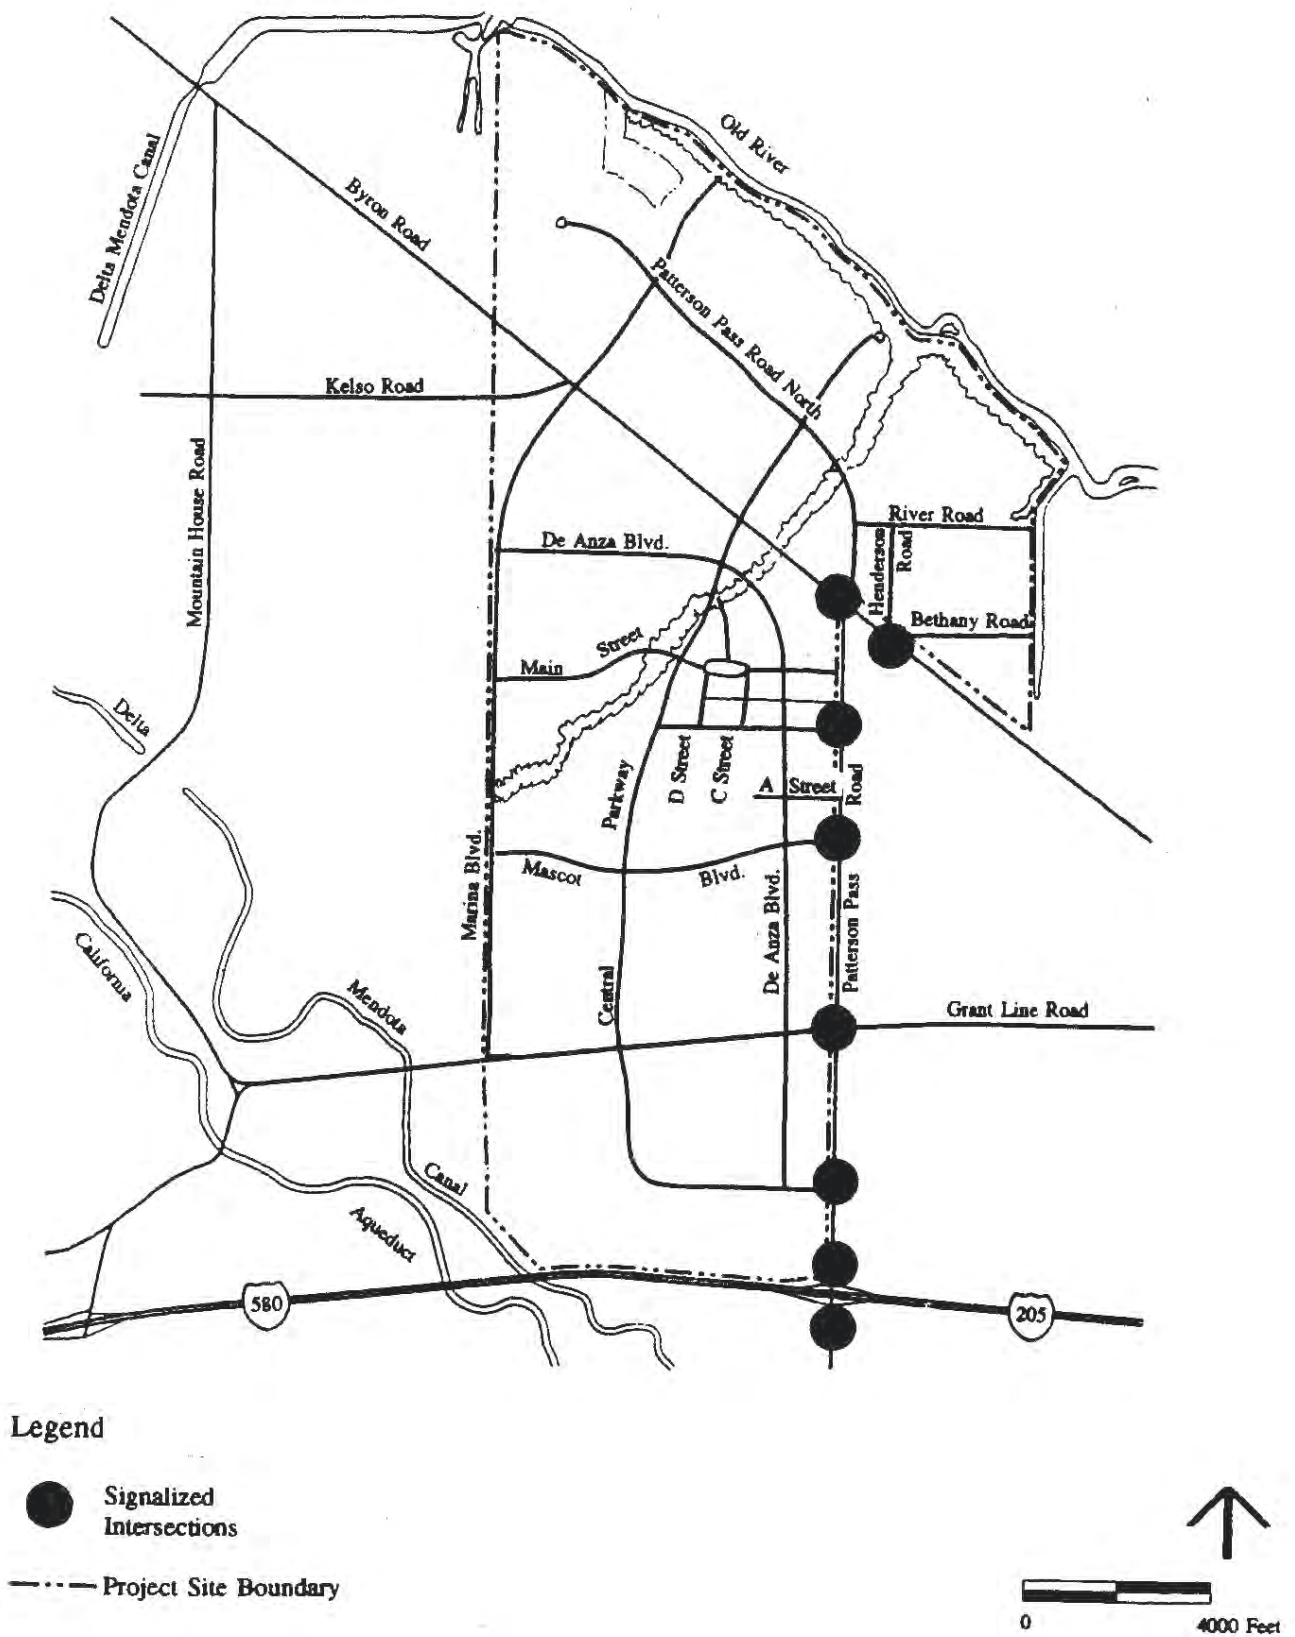 Old River
Delta Mendota Canal
Byron Road
Patterson Pass Road North
Kelso Road
Mountain House Road
River Road
De Anza Blvd.
Henderson
Road
Bethany Road
Main Street
Delta
D Street
C Street
A Street
Road
Parkway
Marina Blvd.
Mascot Blvd.
De Anza Blvd.
Patterson Pass
California
Mendota
Central
Grant Line Road
Canal
Aqueduct
580
205
Legend
Signalized
Intersections
Project Site Boundary
0
4000 Feet